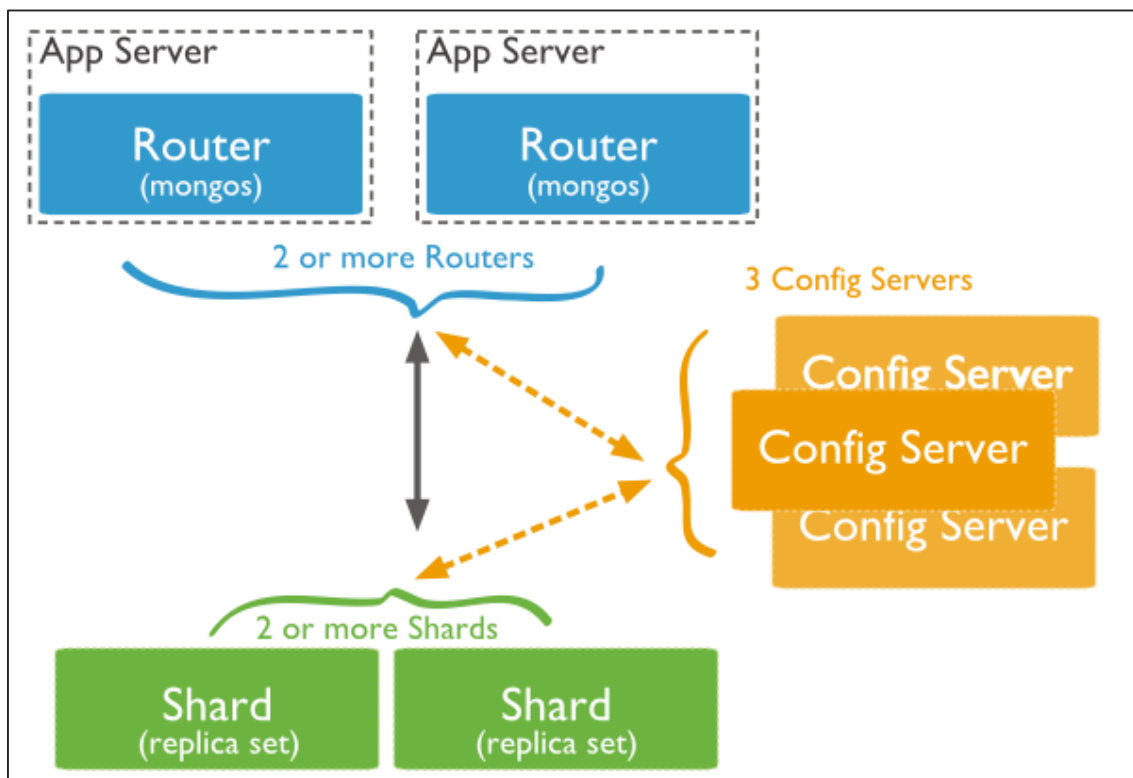 App Server
Router
(mongos)
App Server
Router
(mongos)
2 or more Routers
3 Config Servers
Config Server
Config Server
Config Server
2 or more Shards
Shard
(replica set)
Shard
(replica set)